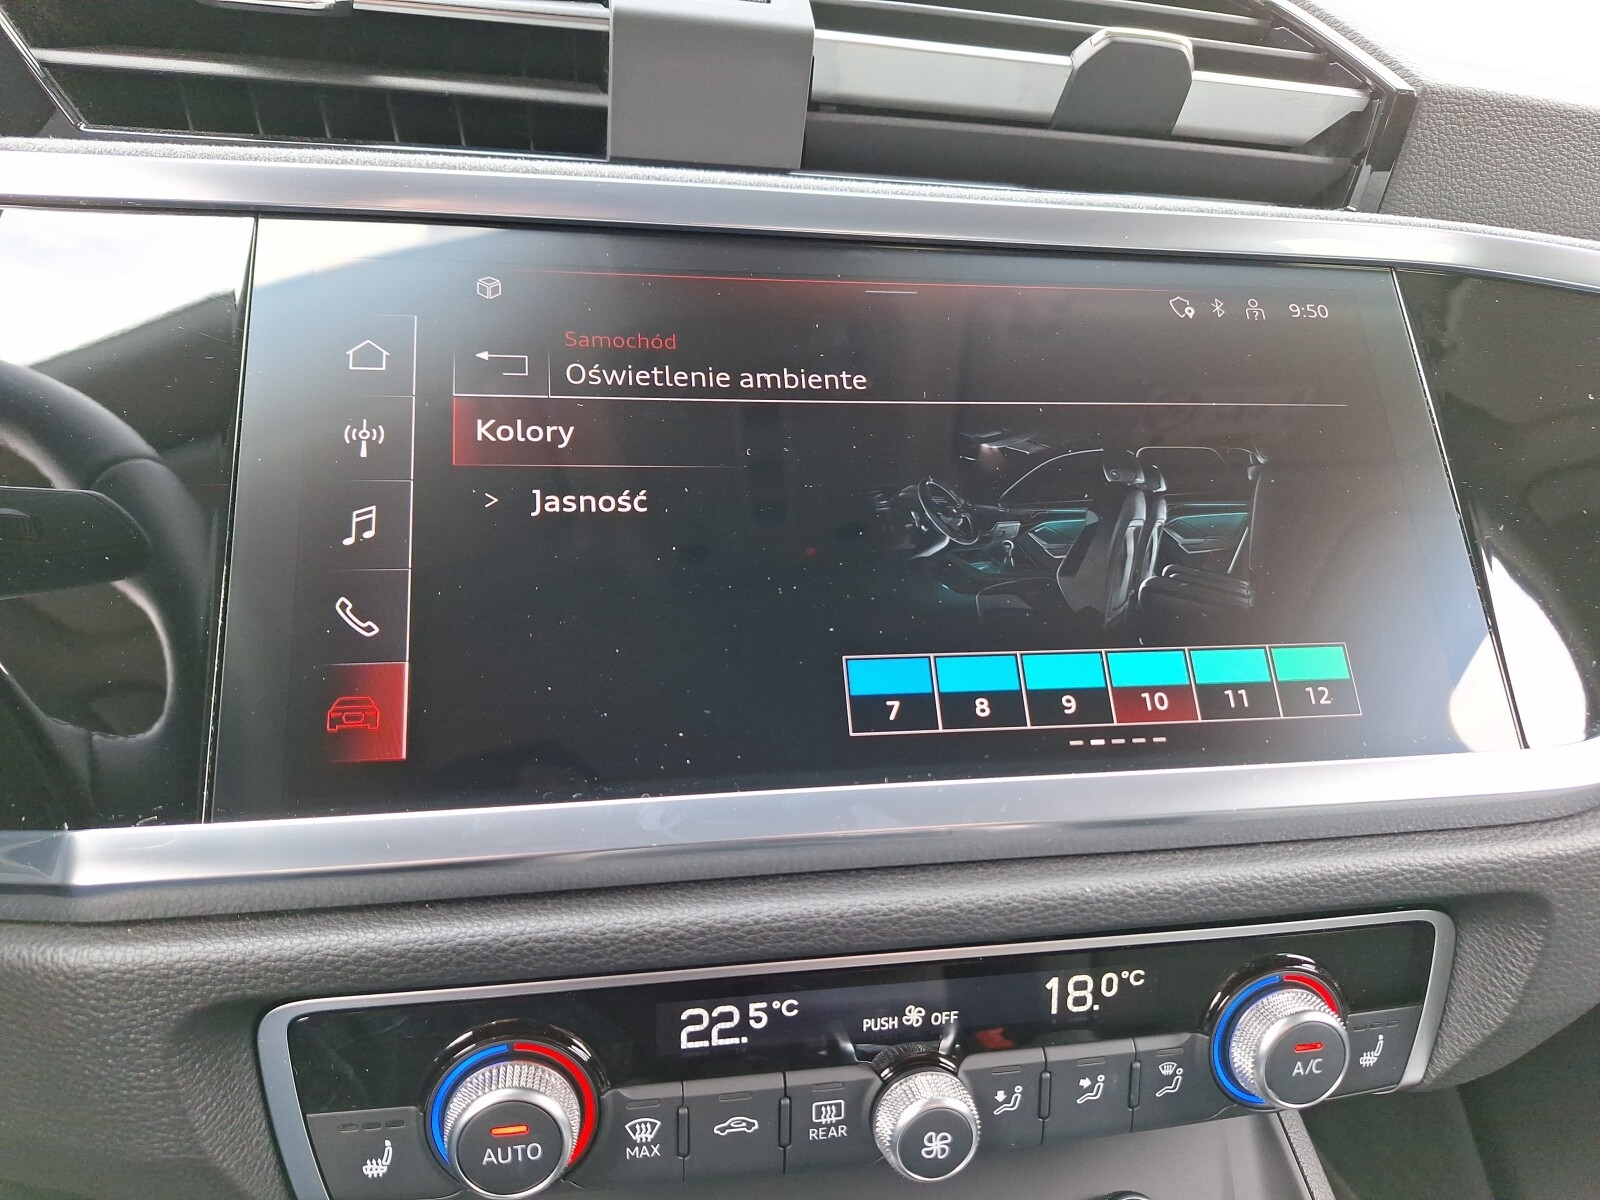 9:50
Samochód
Oświetlenie ambiente
Kolory
> Jasność
7 8 9 10 11 12
22.5°C
PUSH OFF
18.0°C
AUTO
MAX
REAR
A/C